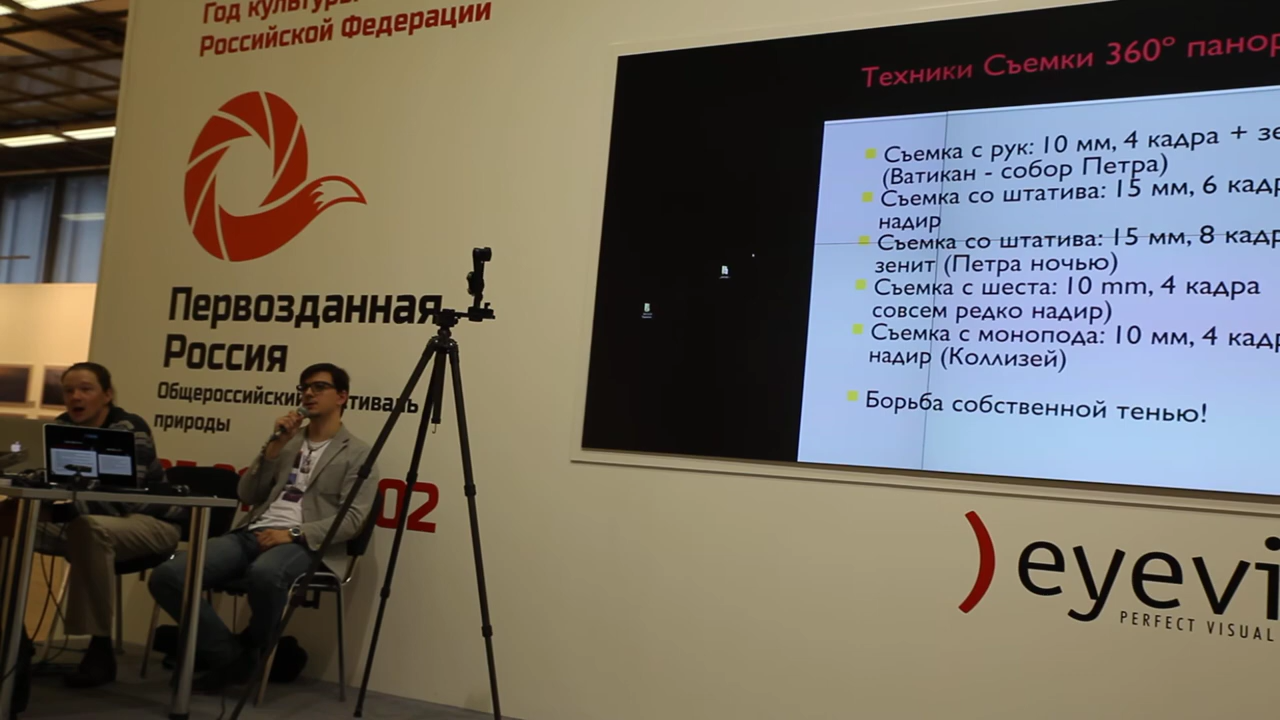 Год культуры
Российской Федерации
Первозданная
Россия
Общероссийский фестиваль
природы
02
Техники Съемки 360º панор
Съемка с рук: 10 мм, 4 кадра + зе
(Ватикан - собор Петра)
Съемка со штатива: 15 мм, 6 кадр
надир
Съемка со штатива: 15 мм, 8 кадр
зенит (Петра ночью)
Съемка с шеста: 10 mm, 4 кадра
совсем редко надир)
Съемка с монопода: 10 мм, 4 кад
надир (Коллизей)
Борьба собственной тенью!
eyevi
PERFECT VISUAL